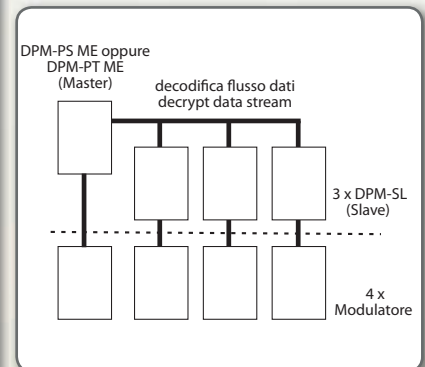 DPM-PS ME oppure
DPM-PT ME
(Master)
decodifica flusso dati
decrypt data stream
3 x DPM-SL
(Slave)
4 x
Modulatore